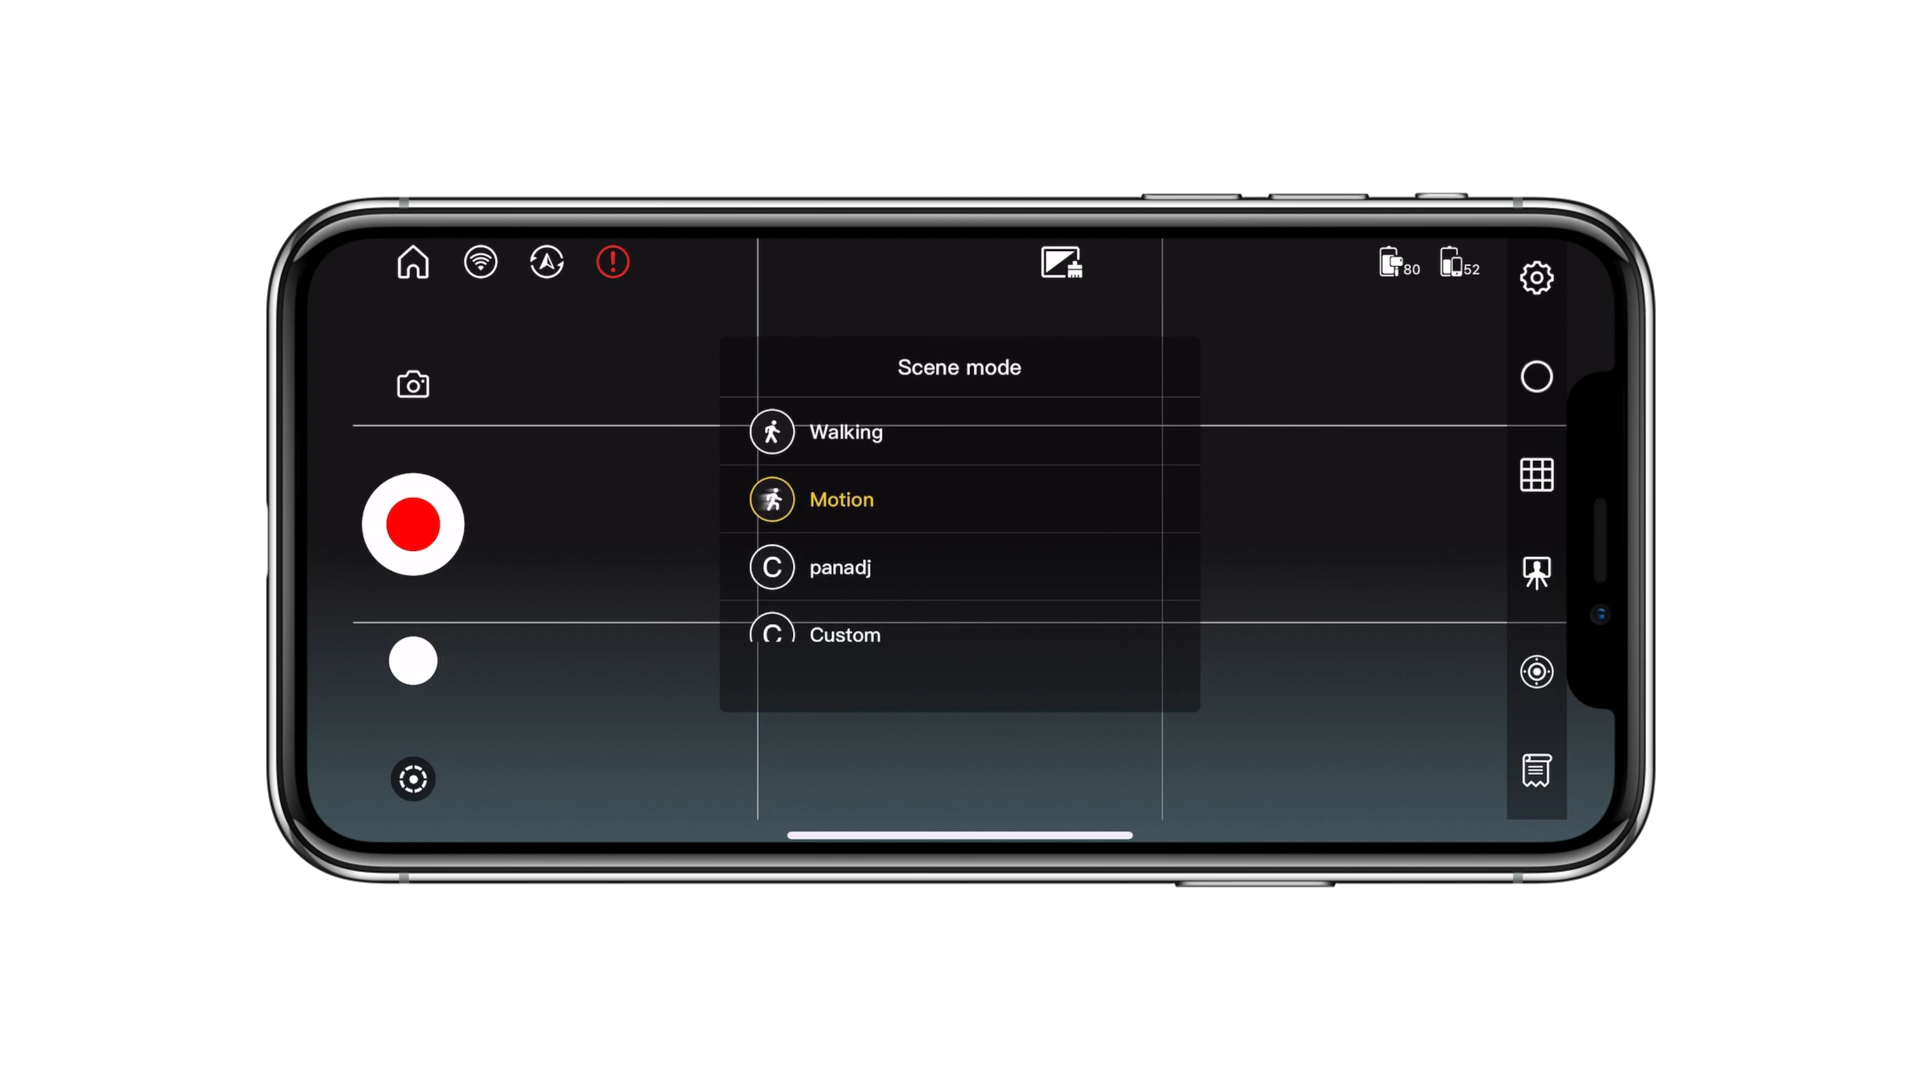 80
52
Scene mode
Walking
Motion
C panadj
C Custom